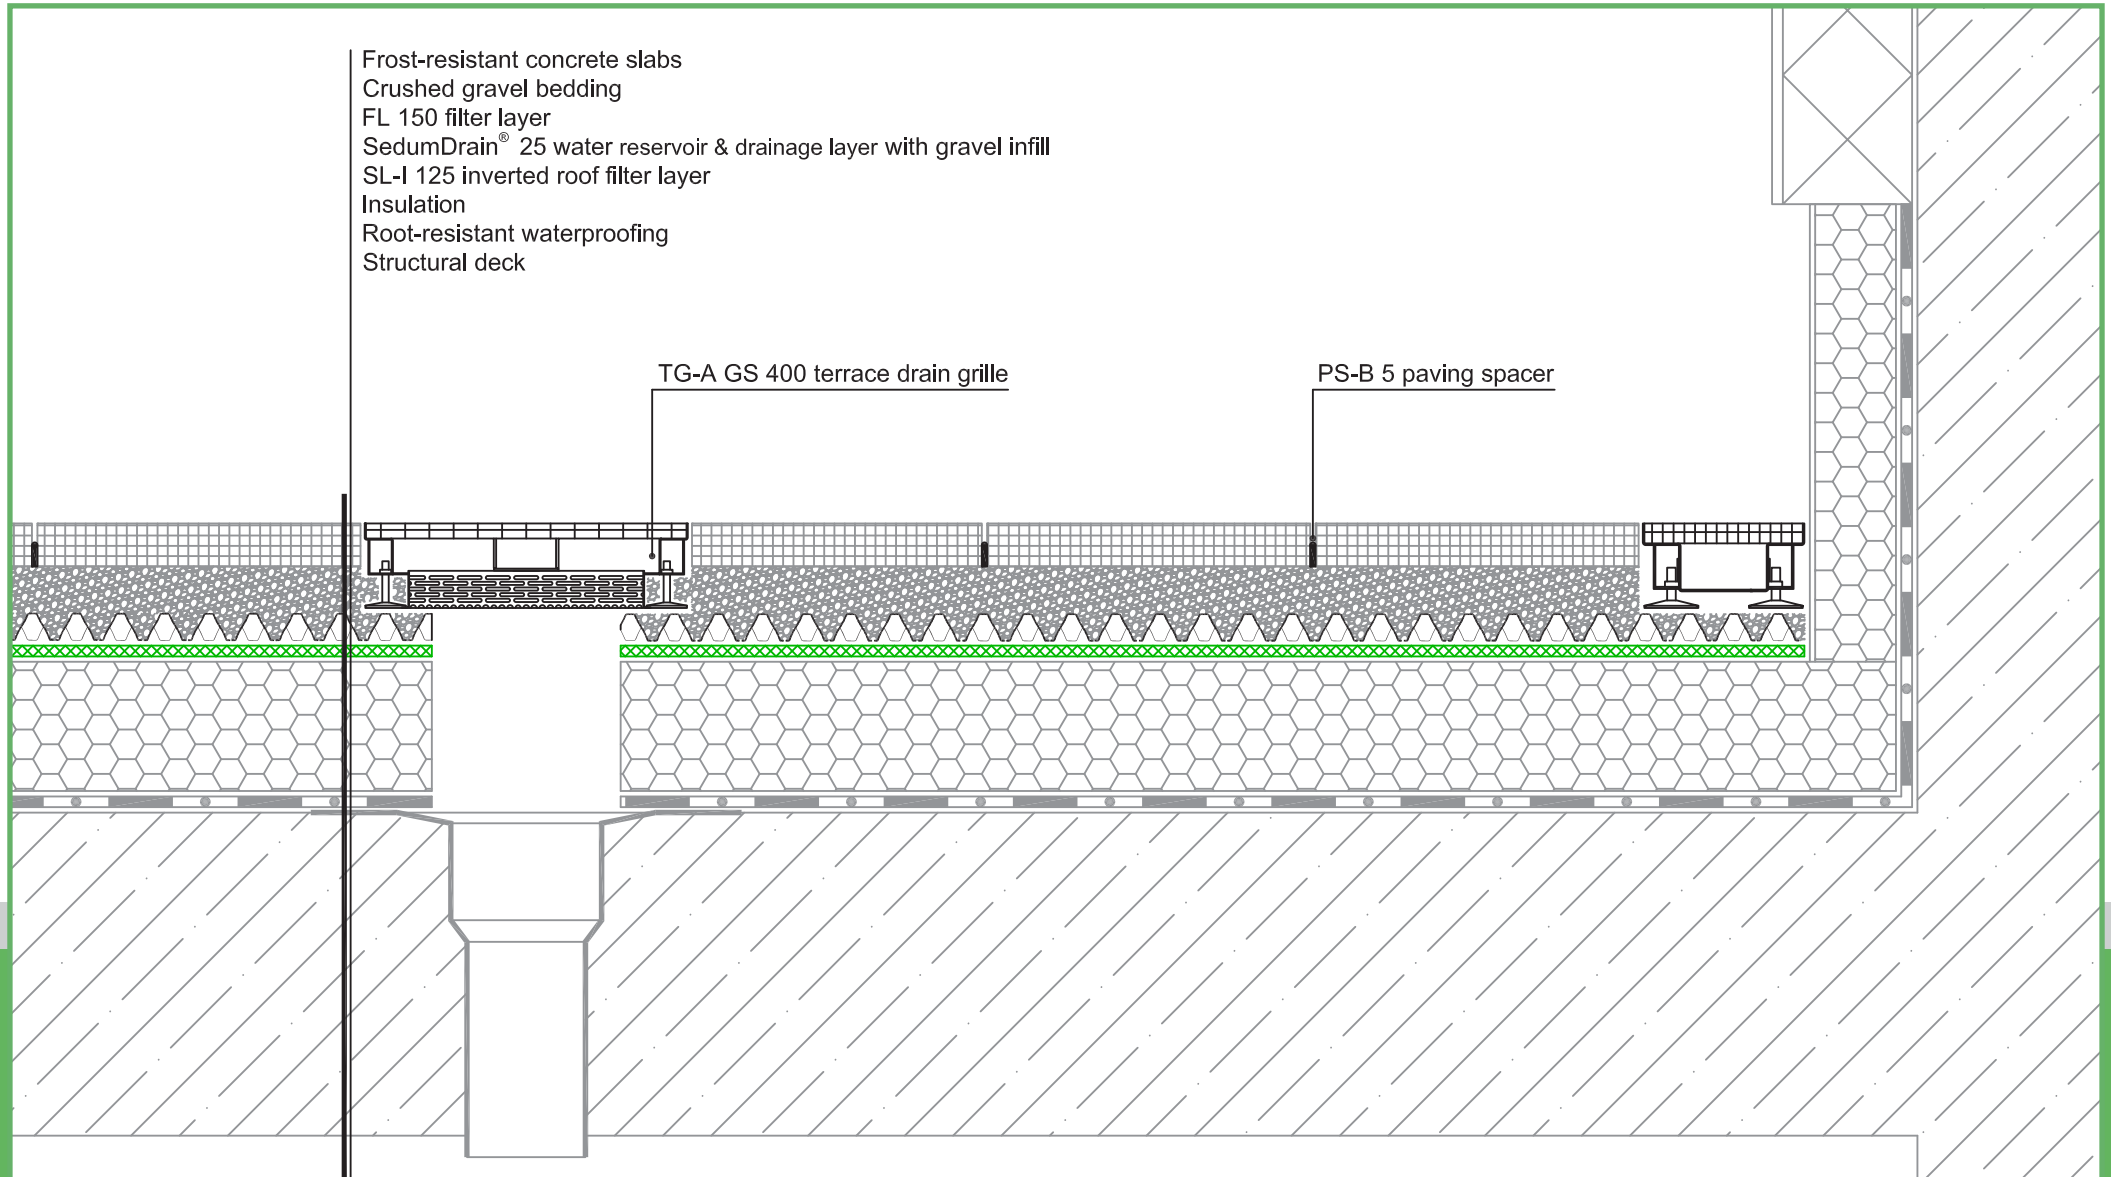 Frost-resistant concrete slabs
Crushed gravel bedding
FL 150 filter layer
SedumDrain® 25 water reservoir & drainage layer with gravel infill
SL-I 125 inverted roof filter layer
Insulation
Root-resistant waterproofing
Structural deck
TG-A GS 400 terrace drain grille
PS-B 5 paving spacer